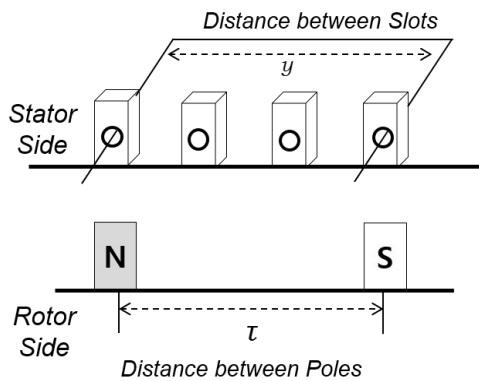 Distance between Slots
y
Stator
Side
N
S
τ
Rotor
Side
Distance between Poles